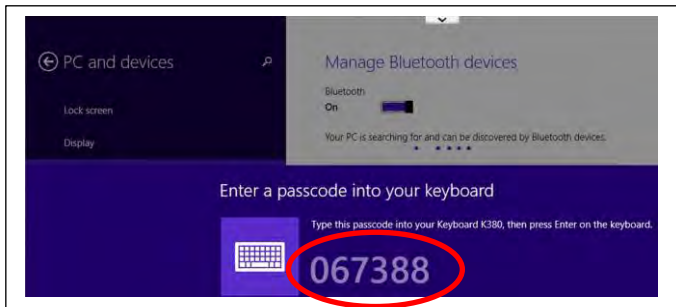 PC and devices
Manage Bluetooth devices
Bluetooth
Lock screen
On
Display
Your PC is searching for and can be discovered by Bluetooth devices.
Enter a passcode into your keyboard
Type this passcode into your Keyboard K380, then press Enter on the keyboard.
067388